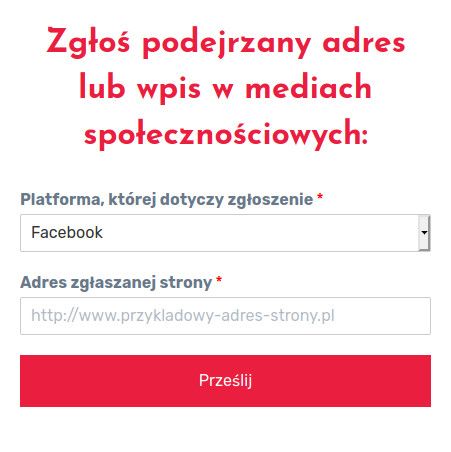 Zgłoś podejrzany adres
lub wpis w mediach
społecznościowych:
Platforma, której dotyczy zgłoszenie *
Facebook
Adres zgłaszanej strony *
http://www.przykladowy-adres-strony.pl
Prześlij